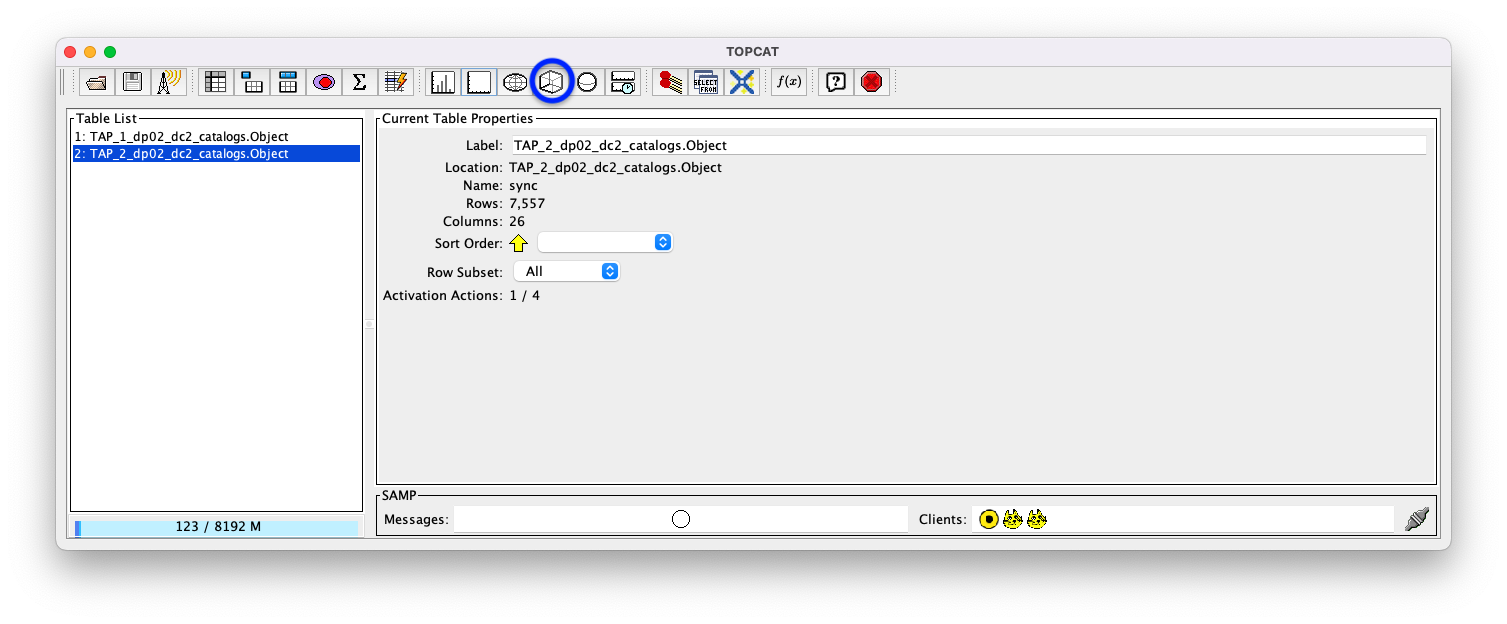 TOPCAT
Σ
SELECT
FROM
f(x)
?
Table List
1: TAP_1_dp02_dc2_catalogs.Object
2: TAP_2_dp02_dc2_catalogs.Object
123 / 8192 M
Current Table Properties
Label: TAP_2_dp02_dc2_catalogs.Object
Location: TAP_2_dp02_dc2_catalogs.Object
Name: sync
Rows: 7,557
Columns: 26
Sort Order:
Row Subset: All
Activation Actions: 1 / 4
SAMP
Messages:
Clients: